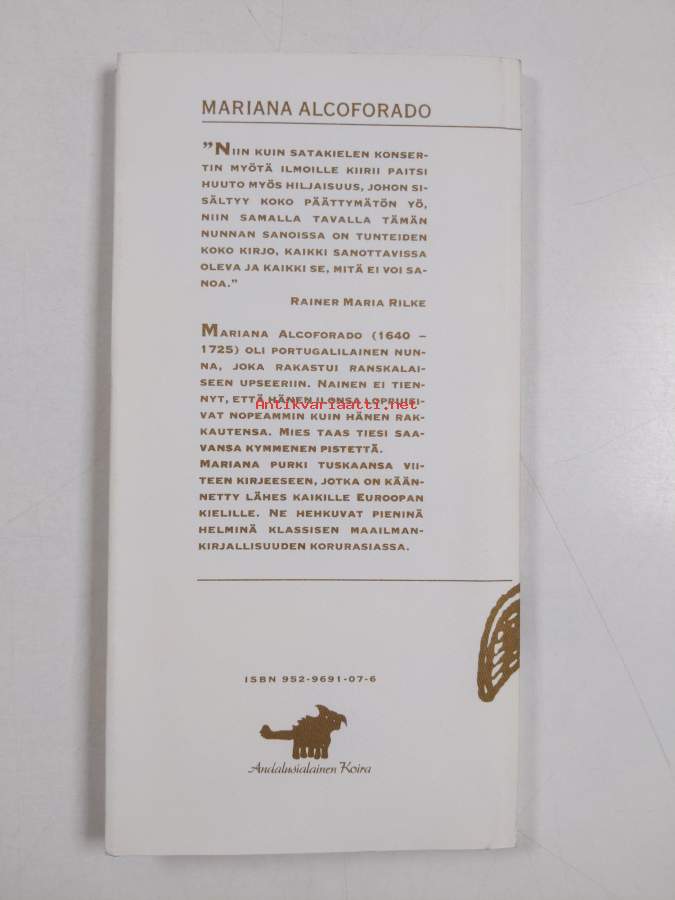 MARIANA ALCOFORADO
"NIIN KUIN SATAKIELEN KONSER-
TIN MYÖTÄ ILMOILLE KIIRII PAITSI
HUUTO MYÖS HILJAISUUS, JOHON SI-
SÄLTYY KOKO PÄÄTTYMÄTÖN YÖ,
NIIN SAMALLA TAVALLA TÄMÄN
NUNNAN SANOISSA ON TUNTEIDEN
KOKO KIRJO, KAIKKI SANOTTAVISSA
OLEVA JA KAIKKI SE, MITÄ EI VOI SA-
NOA."
RAINER MARIA RILKE
MARIANA ALCOFORADO (1640 –
1725) OLI PORTUGALILAINEN NUN-
NA, JOKA RAKASTUI RANSKALAI-
SEEN UPSEERIIN. NAINEN EI TIEN-
NYT, ETTÄ HÄNEN ILONSA LOPPUISI-
Antikvariaatti.net
VAT NOPEAMMIN KUIN HÄNEN RAK-
KAUTENSA. MIES TAAS TIESI SAA-
VANSA KYMMENEN PISTETTÄ.
MARIANA PURKI TUSKAANSA VII-
TEEN KIRJEESEEN, JOTKA ON KÄÄN-
NETTY LÄHES KAIKILLE EUROOPAN
KIELILLE. NE HEHKUVAT PIENINÄ
HELMINÄ KLASSISEN MAAILMAN-
KIRJALLISUUDEN KORURASIASSA.
ISBN 952-9691-07-6
Andalusialainen Koira